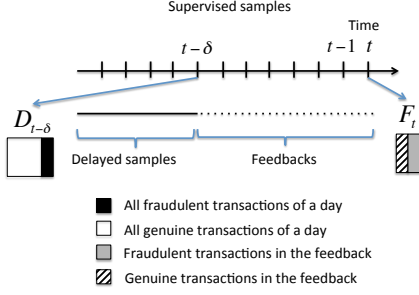 Supervised samples
Time
t−δ
t−1 t
D_{t−δ}
F_t
Delayed samples
Feedbacks
All fraudulent transactions of a day
All genuine transactions of a day
Fraudulent transactions in the feedback
Genuine transactions in the feedback